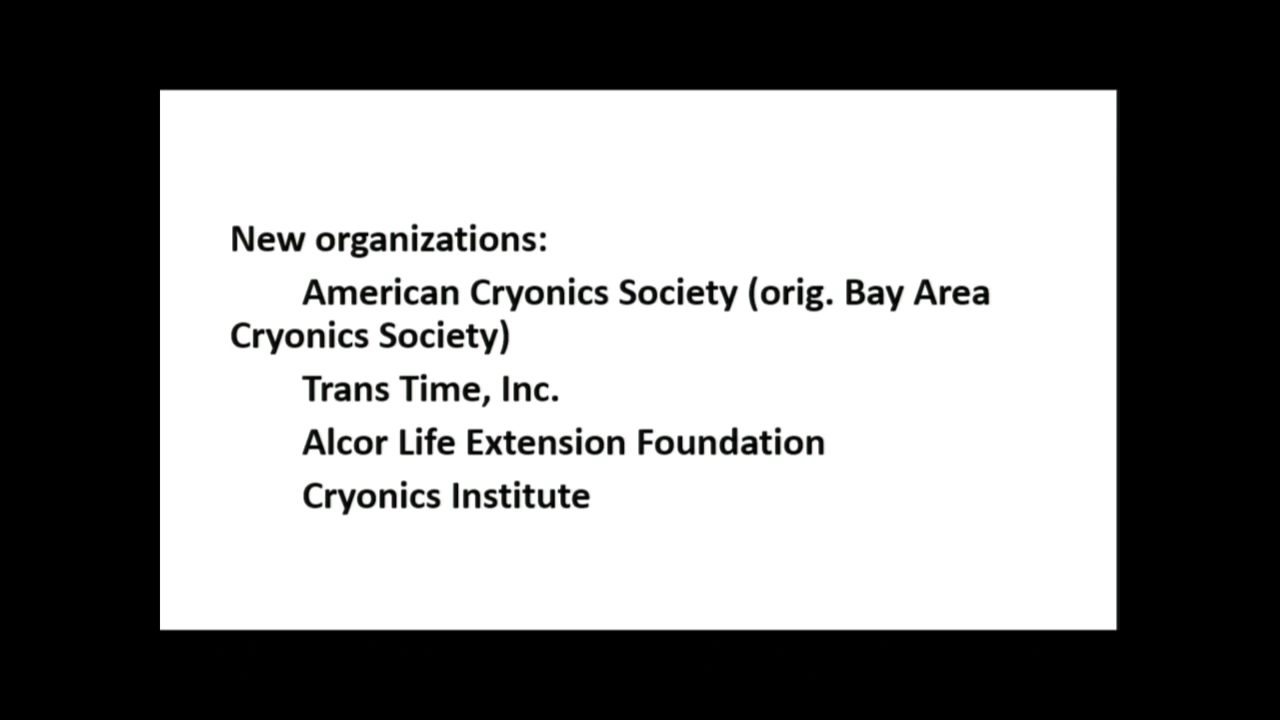 New organizations:
American Cryonics Society (orig. Bay Area
Cryonics Society)
Trans Time, Inc.
Alcor Life Extension Foundation
Cryonics Institute